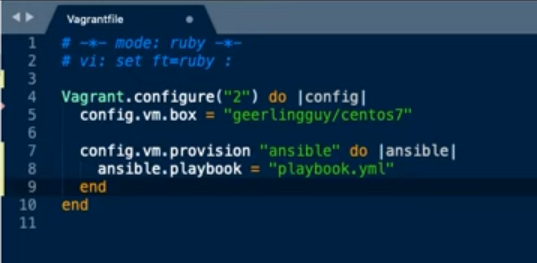 Vagrantfile
1 # -*- mode: ruby -*-
2 # vi: set ft=ruby :
3
4 Vagrant.configure("2") do |config|
5   config.vm.box = "geerlingguy/centos7"
6
7   config.vm.provision "ansible" do |ansible|
8     ansible.playbook = "playbook.yml"
9   end
10 end
11